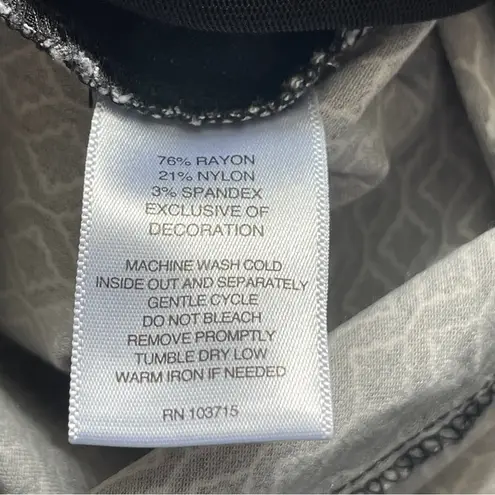 76% RAYON
21% NYLON
3% SPANDEX
EXCLUSIVE OF
DECORATION
MACHINE WASH COLD
INSIDE OUT AND SEPARATELY
GENTLE CYCLE
DO NOT BLEACH
REMOVE PROMPTLY
TUMBLE DRY LOW
WARM IRON IF NEEDED
RN 103715